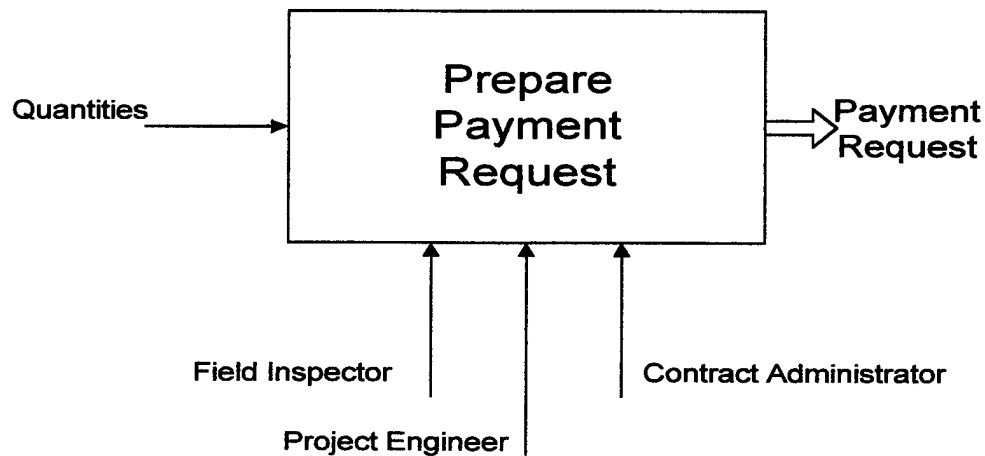 Quantities
Prepare
Payment
Request
Payment
Request
Field Inspector
Contract Administrator
Project Engineer